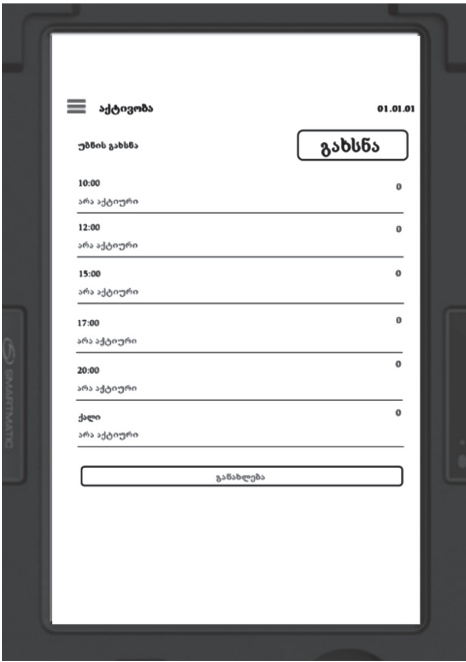 აქტივობა 01.01.01
უბნის გახსნა გახსნა
10:00 0
არა აქტიური
12:00 0
არა აქტიური
15:00 0
არა აქტიური
17:00 0
არა აქტიური
20:00 0
არა აქტიური
ქალი 0
არა აქტიური
განახლება
SMARTMATIC